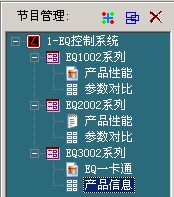 节目管理:
1-EQ控制系统
EQ1002系列
产品性能
参数对比
EQ2002系列
产品性能
参数对比
EQ3002系列
EQ一卡通
产品信息